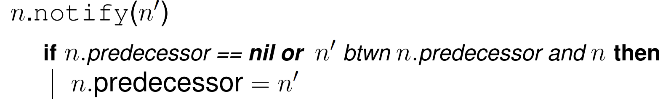 n.notify(n′)
if n.predecessor == nil or n′ btwn n.predecessor and n then
n.predecessor = n′